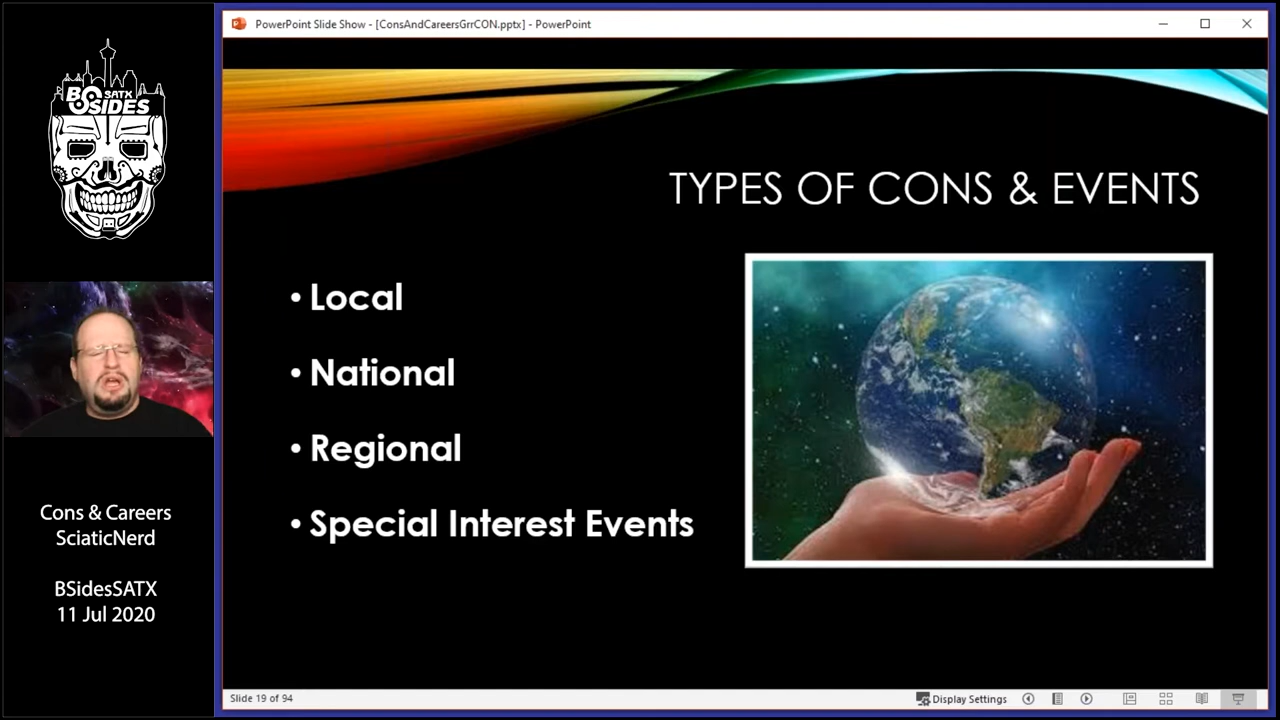 PowerPoint Slide Show - [ConsAndCareersGrrCON.pptx] - PowerPoint
BSIDES
SATX
TYPES OF CONS & EVENTS
• Local
• National
• Regional
• Special Interest Events
Cons & Careers
SciaticNerd
BSidesSATX
11 Jul 2020
Slide 19 of 94
Display Settings